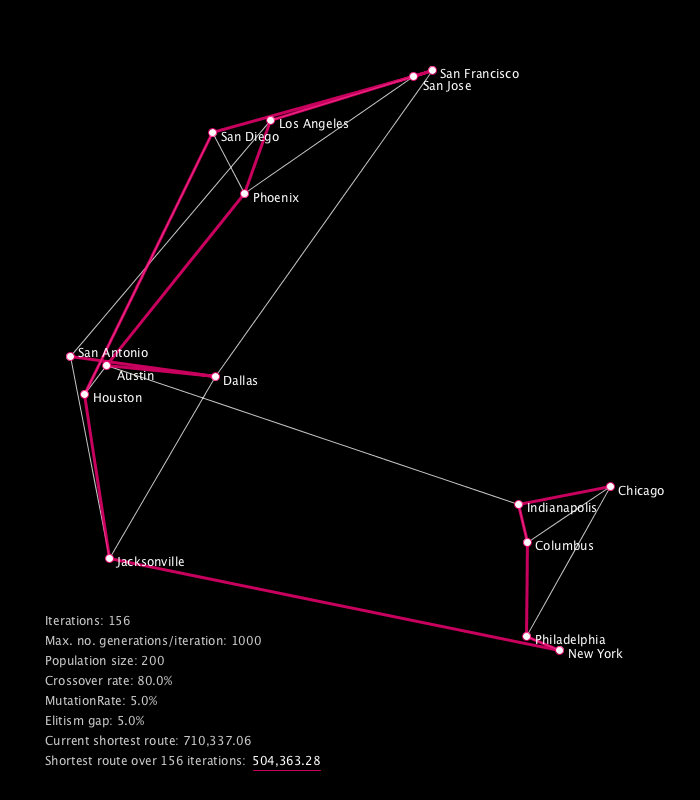 San Francisco
San Jose
Los Angeles
San Diego
Phoenix
San Antonio
Austin
Dallas
Houston
Chicago
Indianapolis
Columbus
Jacksonville
Philadelphia
New York
Iterations: 156
Max. no. generations/iteration: 1000
Population size: 200
Crossover rate: 80.0%
MutationRate: 5.0%
Elitism gap: 5.0%
Current shortest route: 710,337.06
Shortest route over 156 iterations: 504,363.28